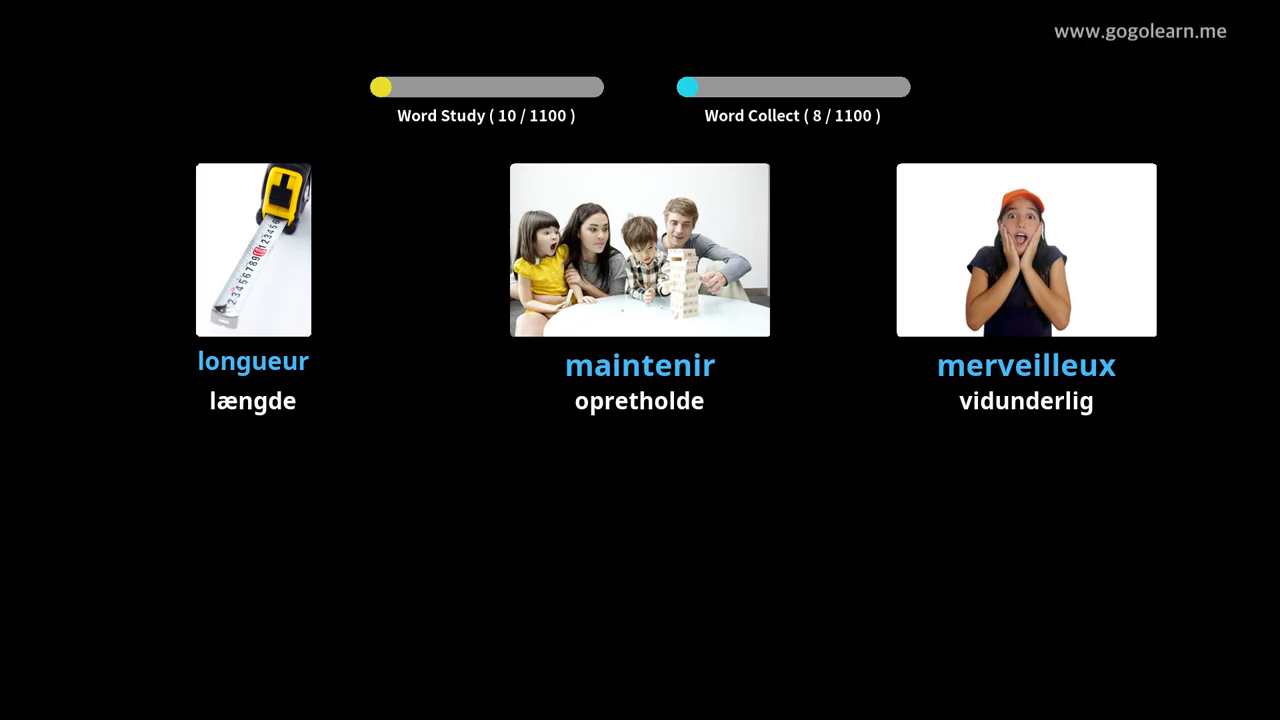 www.gogolearn.me
Word Study ( 10 / 1100 )
Word Collect ( 8 / 1100 )
longueur
længde
maintenir
opretholde
merveilleux
vidunderlig